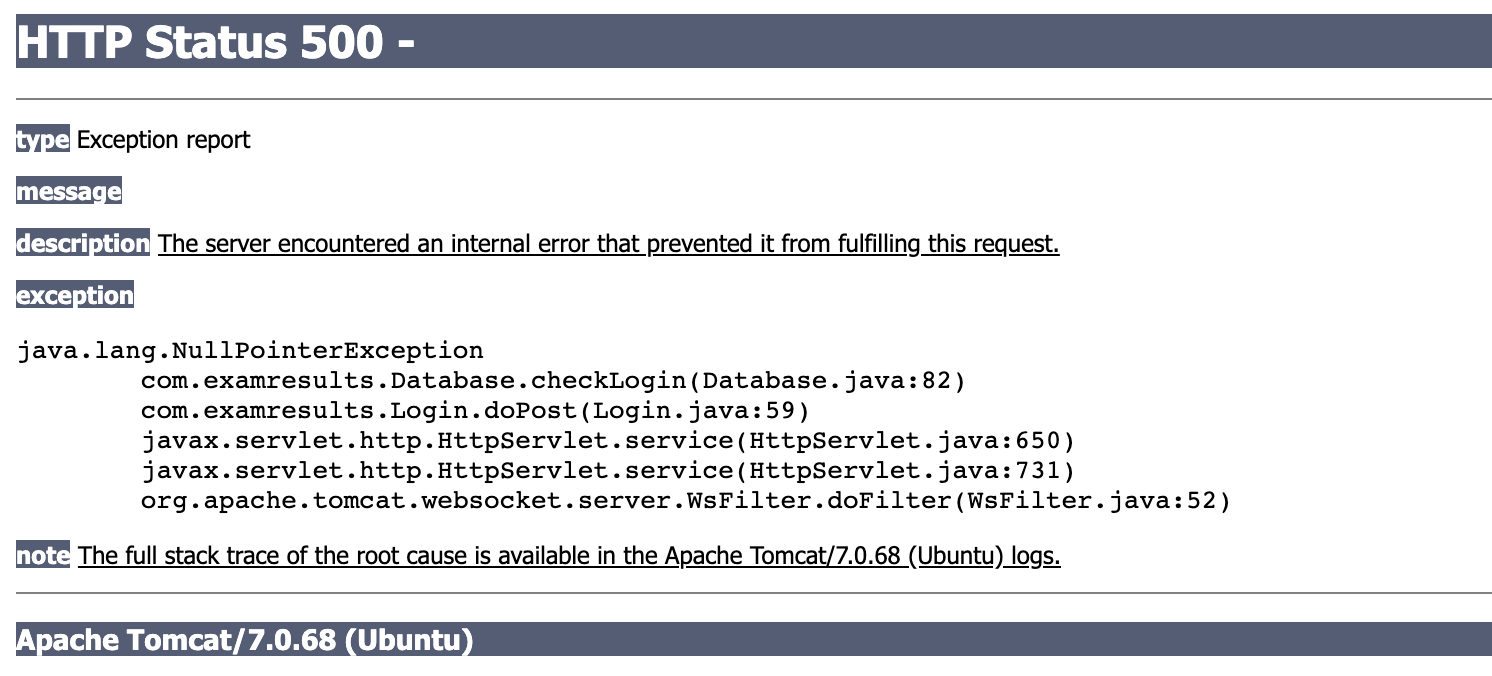 HTTP Status 500 -
type Exception report
message
description The server encountered an internal error that prevented it from fulfilling this request.
exception
java.lang.NullPointerException
com.examresults.Database.checkLogin(Database.java:82)
com.examresults.Login.doPost(Login.java:59)
javax.servlet.http.HttpServlet.service(HttpServlet.java:650)
javax.servlet.http.HttpServlet.service(HttpServlet.java:731)
org.apache.tomcat.websocket.server.WsFilter.doFilter(WsFilter.java:52)
note The full stack trace of the root cause is available in the Apache Tomcat/7.0.68 (Ubuntu) logs.
Apache Tomcat/7.0.68 (Ubuntu)